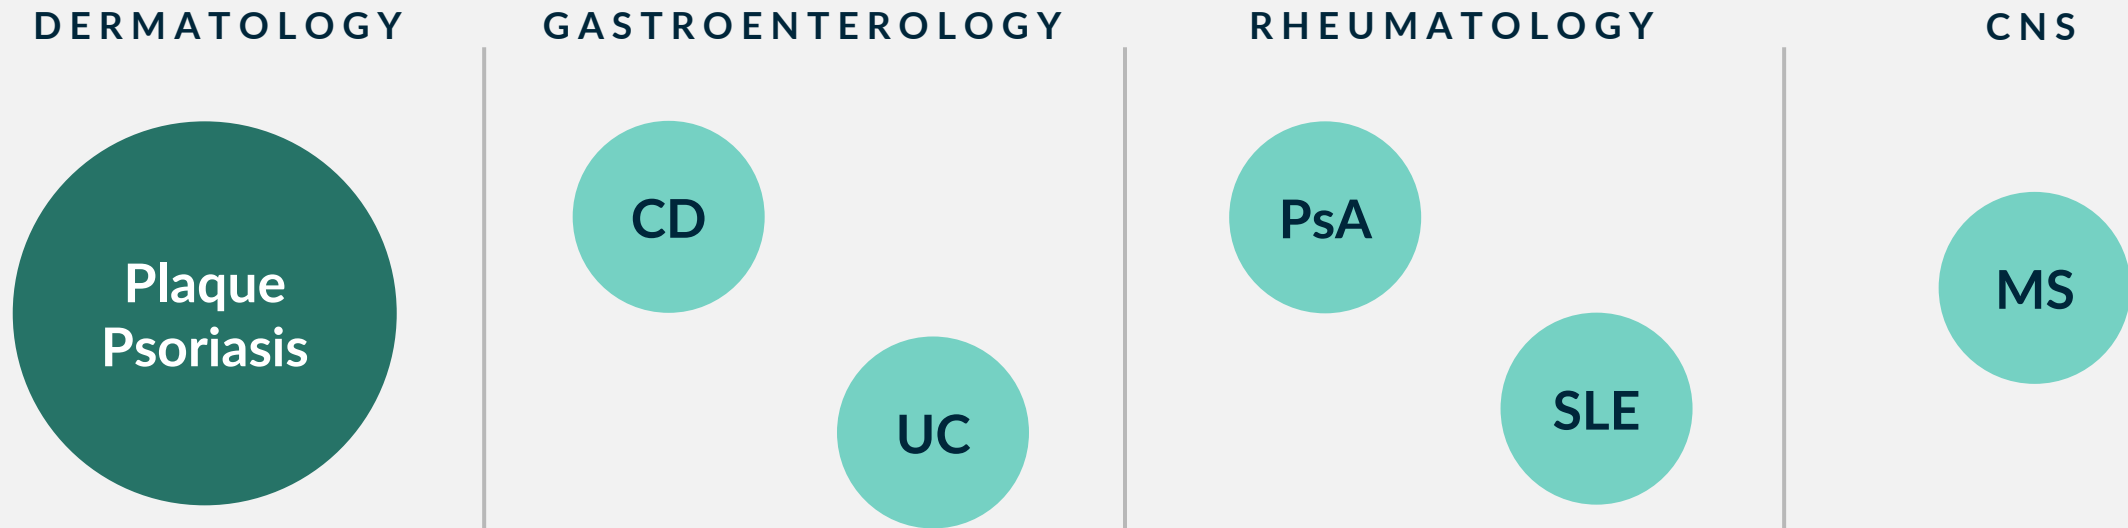 DERMATOLOGY
GASTROENTEROLOGY
RHEUMATOLOGY
CNS
Plaque
Psoriasis
CD
UC
PsA
SLE
MS